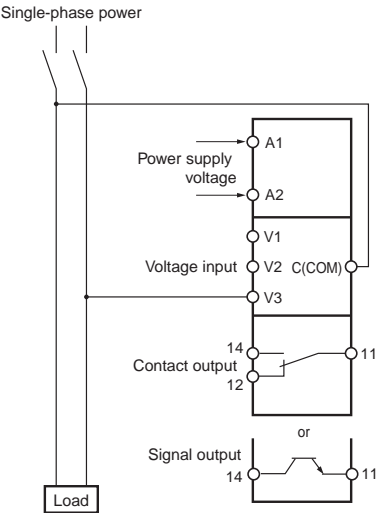 Single-phase power
A1
Power supply
voltage
A2
V1
Voltage input V2 C(COM)
V3
14
11
Contact output
12
or
Signal output
14
11
Load